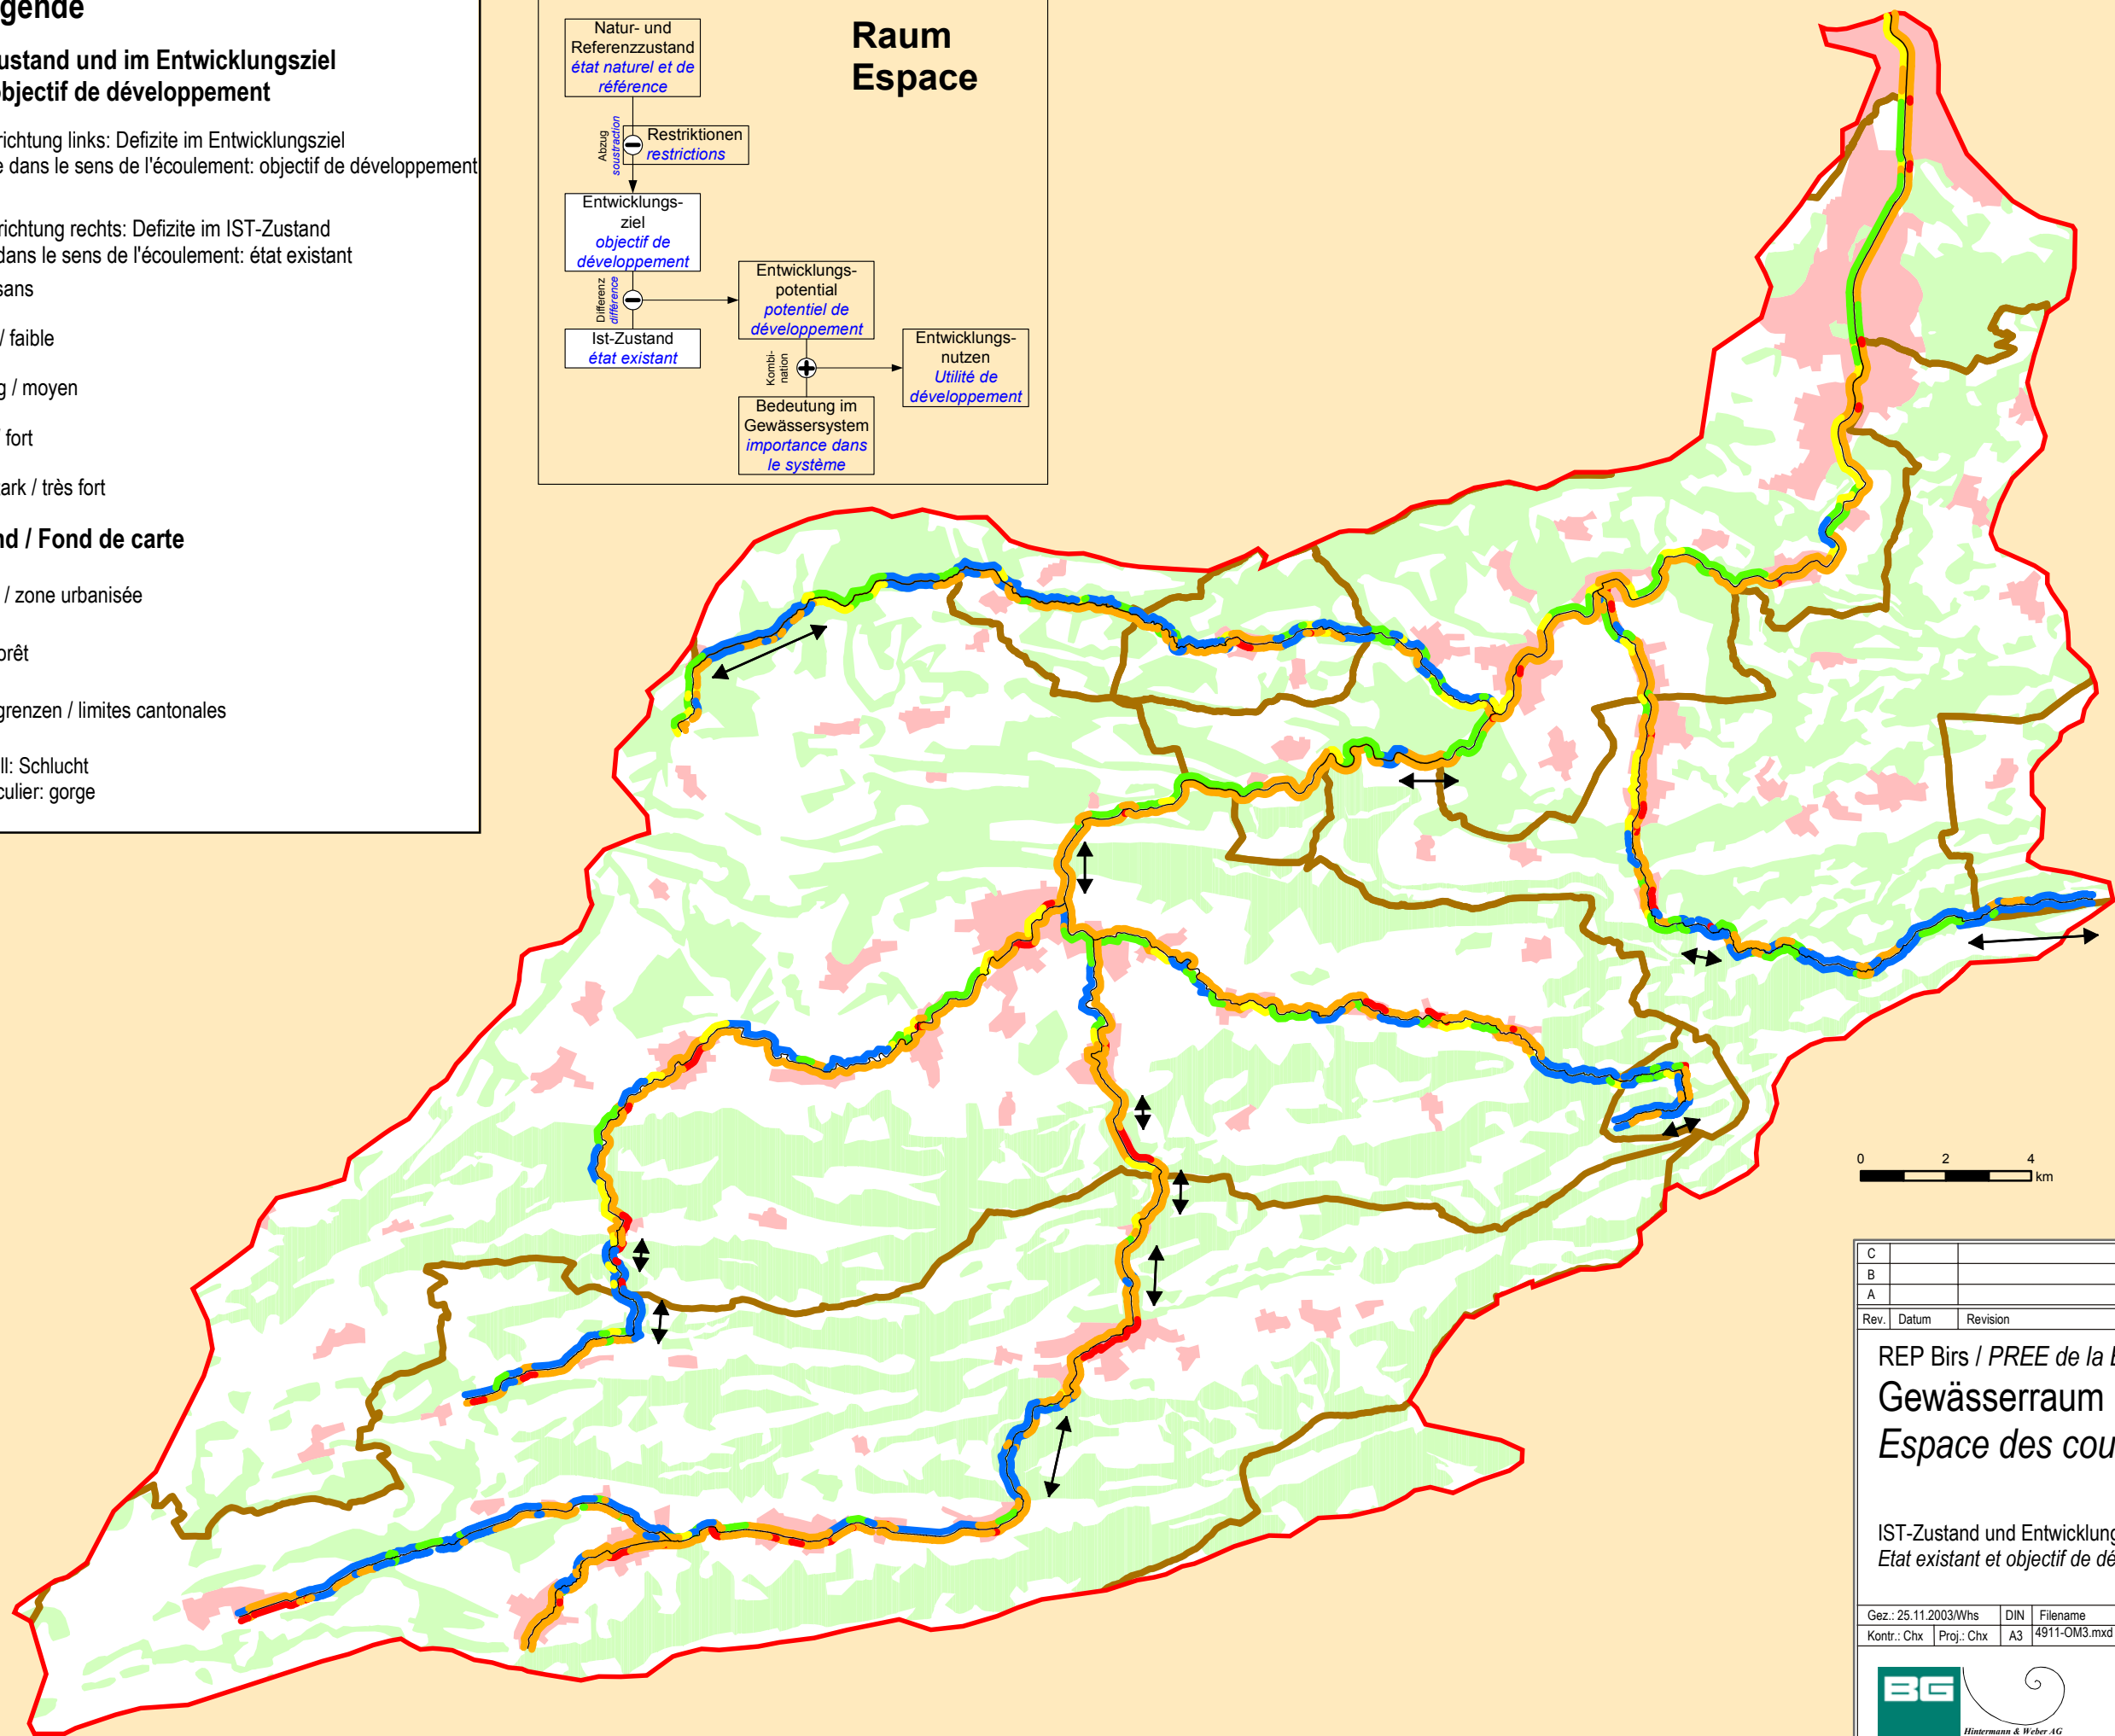 gende
ustand und im Entwicklungsziel
objectif de développement
richtung links: Defizite im Entwicklungsziel
e dans le sens de l'écoulement: objectif de développement
richtung rechts: Defizite im IST-Zustand
dans le sens de l'écoulement: état existant
sans
/ faible
g / moyen
/ fort
tark / très fort
nd / Fond de carte
/ zone urbanisée
orêt
grenzen / limites cantonales
ll: Schlucht
culier: gorge
Raum
Espace
Natur- und
Referenzzustand
état naturel et de
référence
Abzug
soustraction
Restriktionen
restrictions
Entwicklungs-
ziel
objectif de
développement
Differenz
différence
Entwicklungs-
potential
potentiel de
développement
Ist-Zustand
état existant
Kombi-
nation
Entwicklungs-
nutzen
Utilité de
développement
Bedeutung im
Gewässersystem
importance dans
le système
0 2 4
km
C
B
A
Rev. Datum Revision
REP Birs / PREE de la
Gewässerraum
Espace des cou
IST-Zustand und Entwicklung
Etat existant et objectif de dé
Gez.: 25.11.2003/Whs DIN Filename
Kontr.: Chx Proj.: Chx A3 4911-OM3.mxd
BG
Hintermann & Weber AG